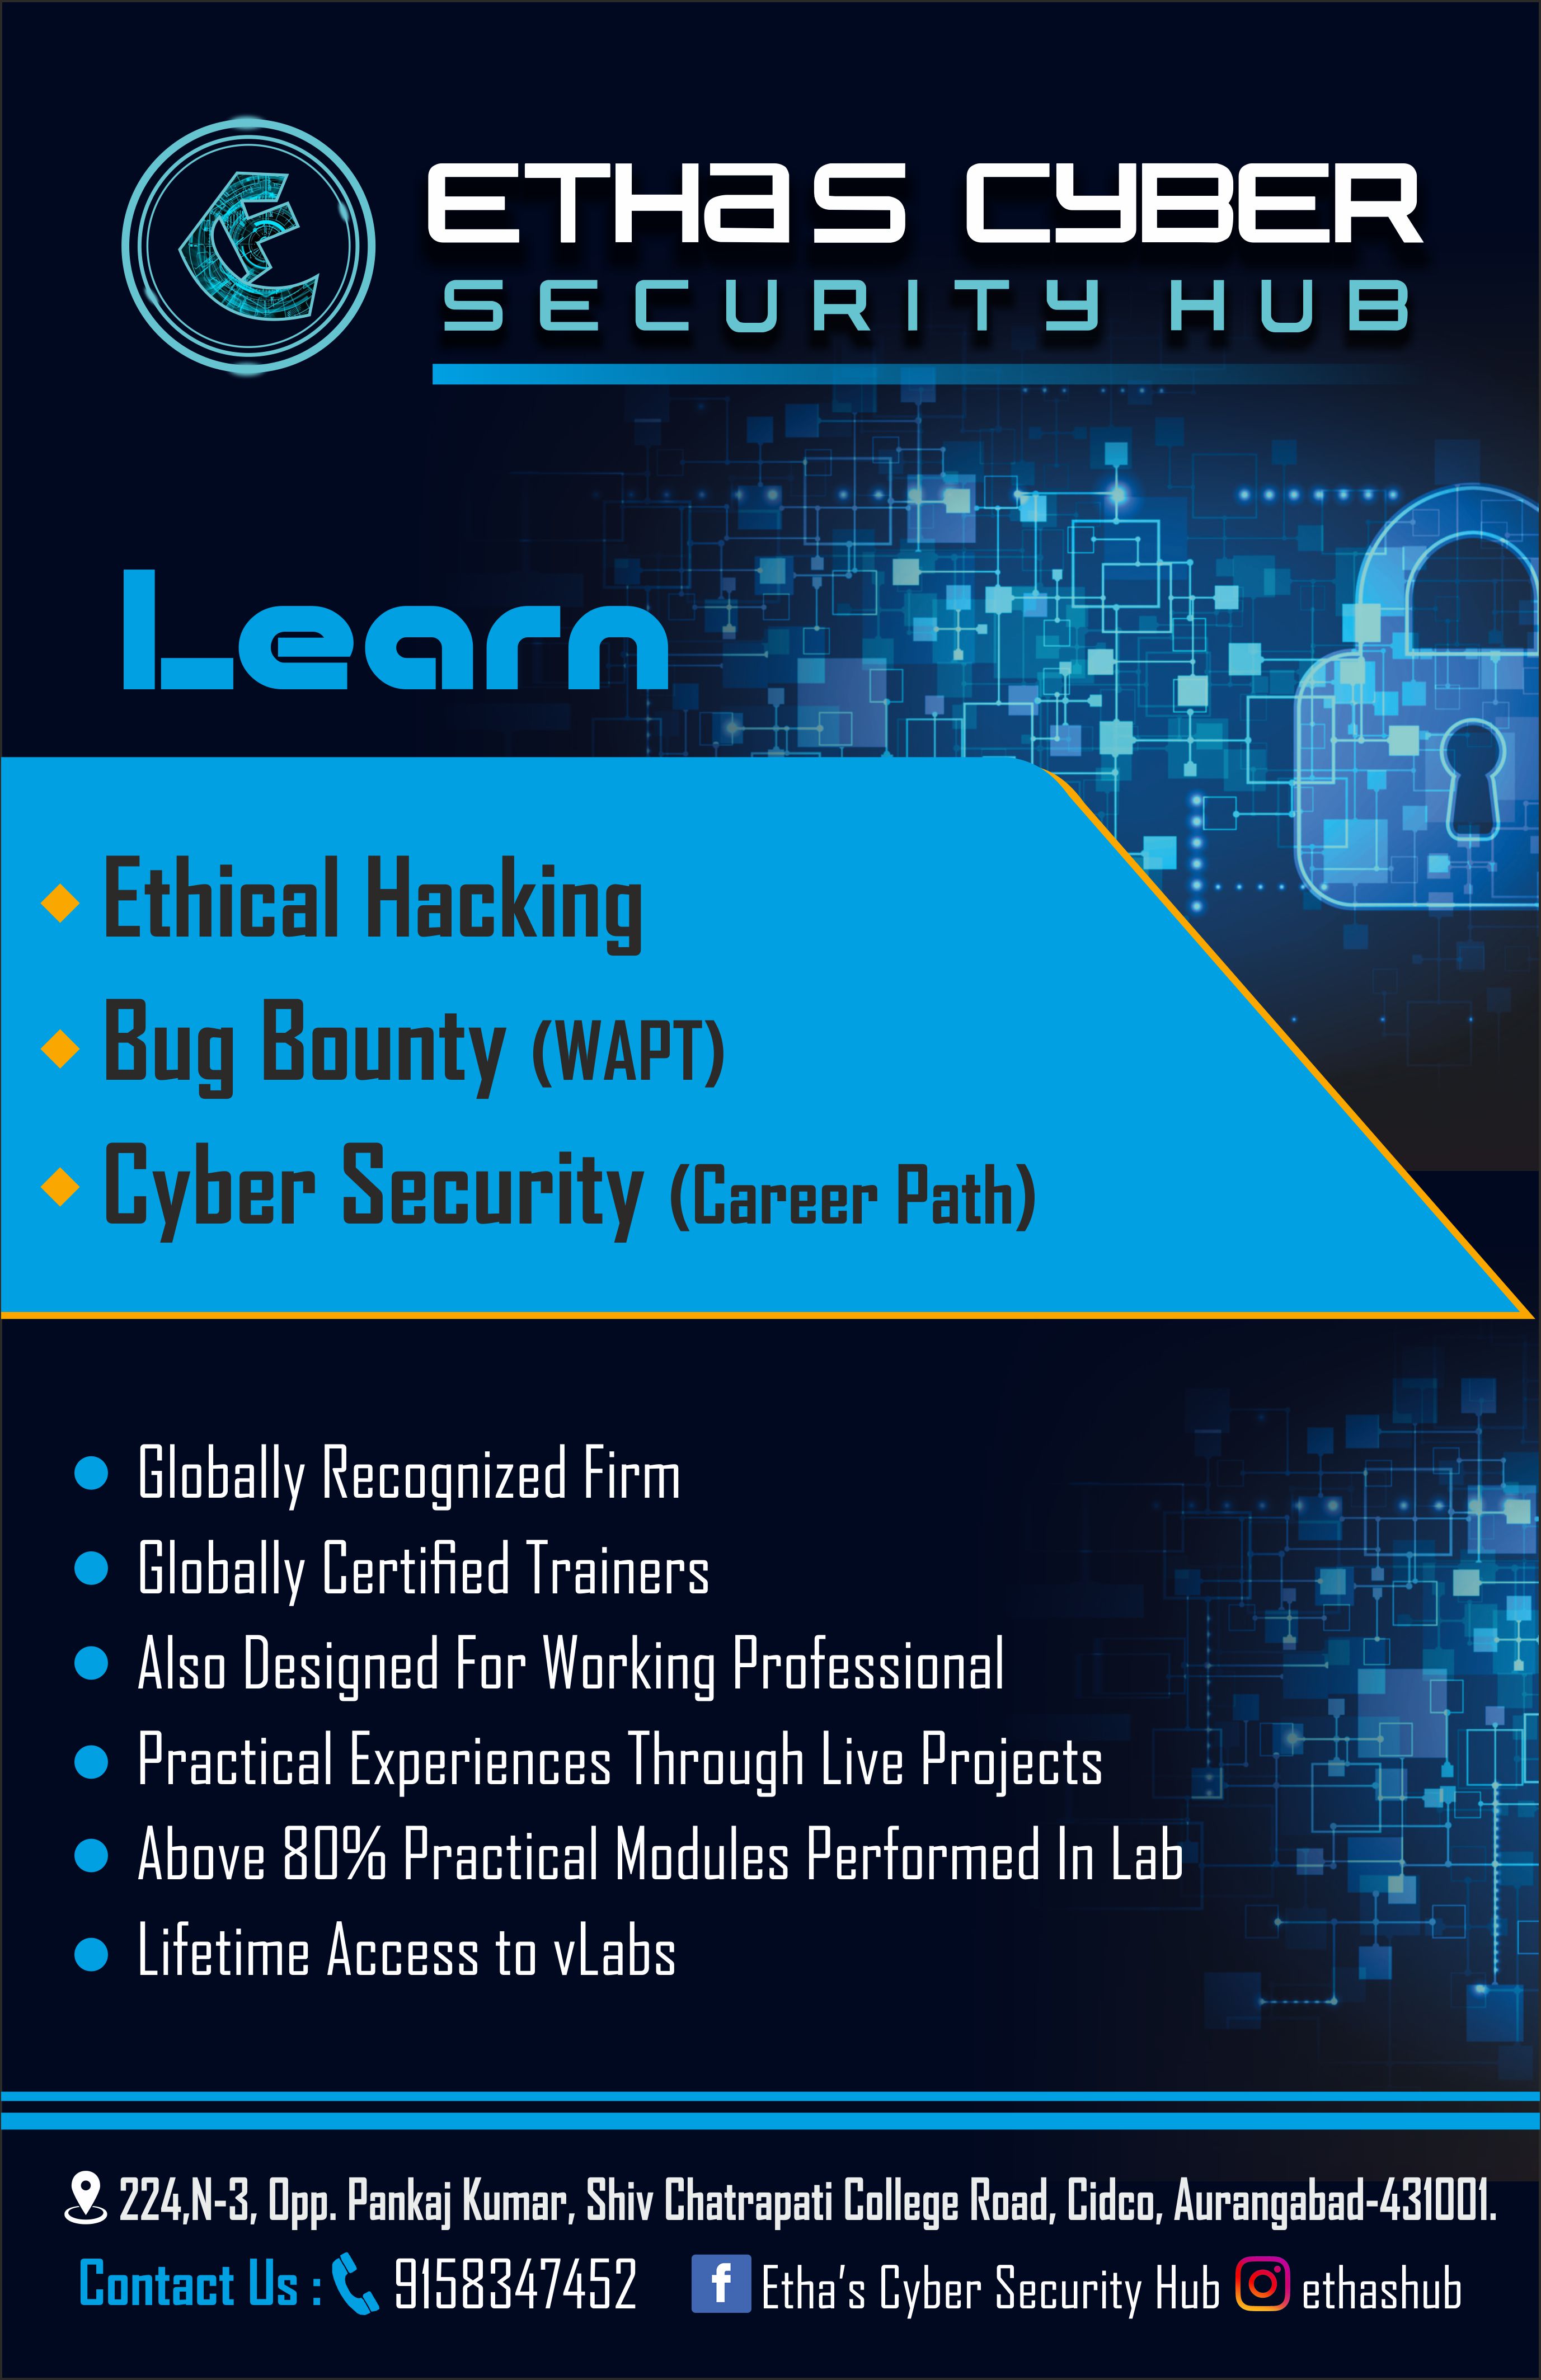 ETHaS CYBER
SECURITY HUB
Learn
Ethical Hacking
Bug Bounty (WAPT)
Cyber Security (Career Path)
Globally Recognized Firm
Globally Certified Trainers
Also Designed For Working Professional
Practical Experiences Through Live Projects
Above 80% Practical Modules Performed In Lab
Lifetime Access to vLabs
224,N-3, Opp. Pankaj Kumar, Shiv Chatrapati College Road, Cidco, Aurangabad-431001.
Contact Us : 9158347452 Etha's Cyber Security Hub ethashub